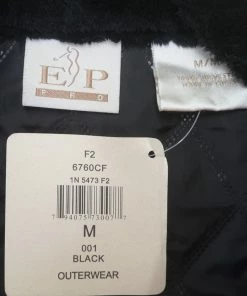 EP
PRO
M/M
F2
6760CF
1N 5473 F2
M
001
BLACK
OUTERWEAR